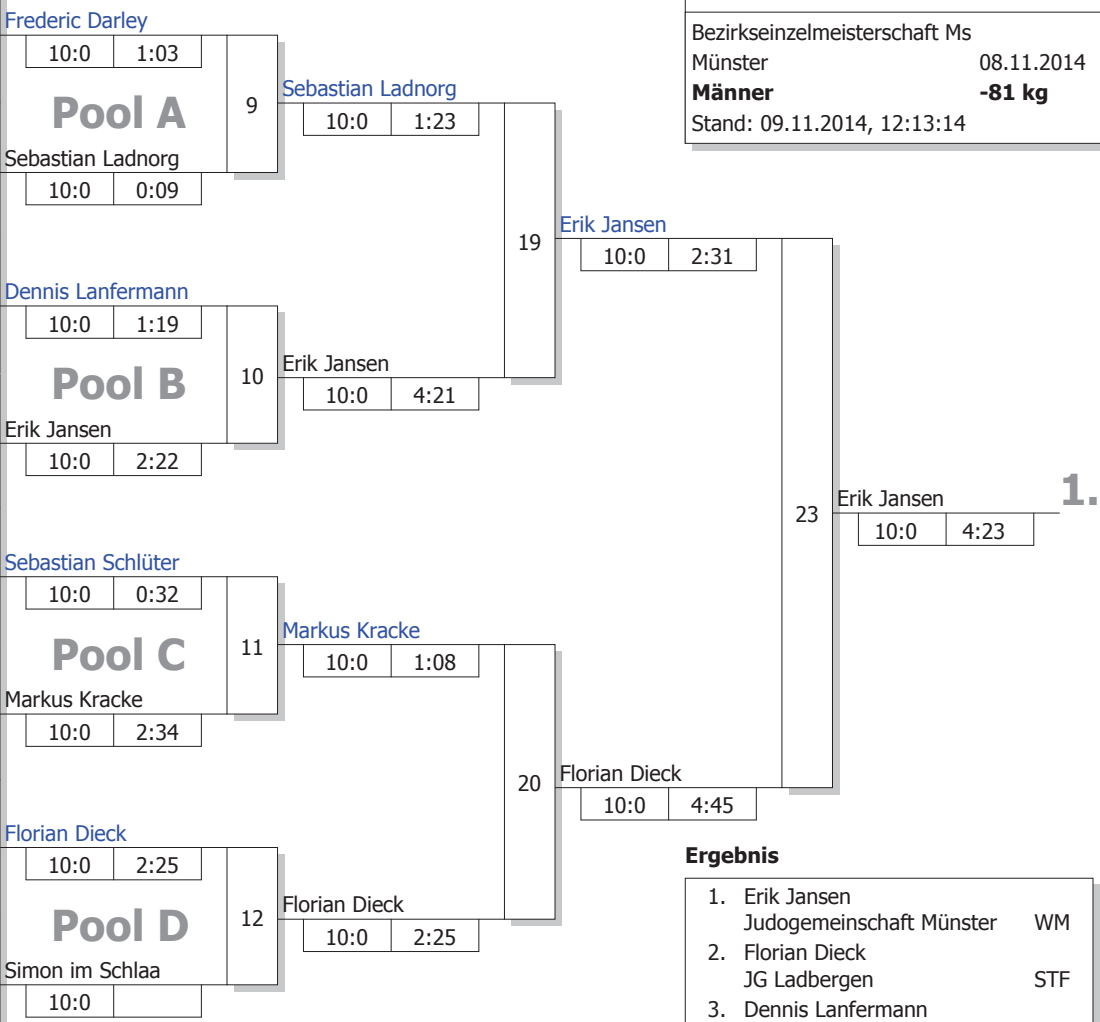 Frederic Darley
10:0 1:03
Pool A
9
Sebastian Ladnorg
10:0 0:09
Sebastian Ladnorg
10:0 1:23
Bezirkseinzelmeisterschaft Ms
Münster 08.11.2014
Männer -81 kg
Stand: 09.11.2014, 12:13:14
19
Erik Jansen
10:0 2:31
Dennis Lanfermann
10:0 1:19
Pool B
10
Erik Jansen
10:0 2:22
Erik Jansen
10:0 4:21
23
Erik Jansen 1.
10:0 4:23
Sebastian Schlüter
10:0 0:32
Pool C
11
Markus Kracke
10:0 2:34
Markus Kracke
10:0 1:08
20
Florian Dieck
10:0 4:45
Florian Dieck
10:0 2:25
Pool D
12
Simon im Schlaa
10:0
Florian Dieck
10:0 2:25
Ergebnis
1. Erik Jansen
Judogemeinschaft Münster WM
2. Florian Dieck
JG Ladbergen STF
3. Dennis Lanfermann